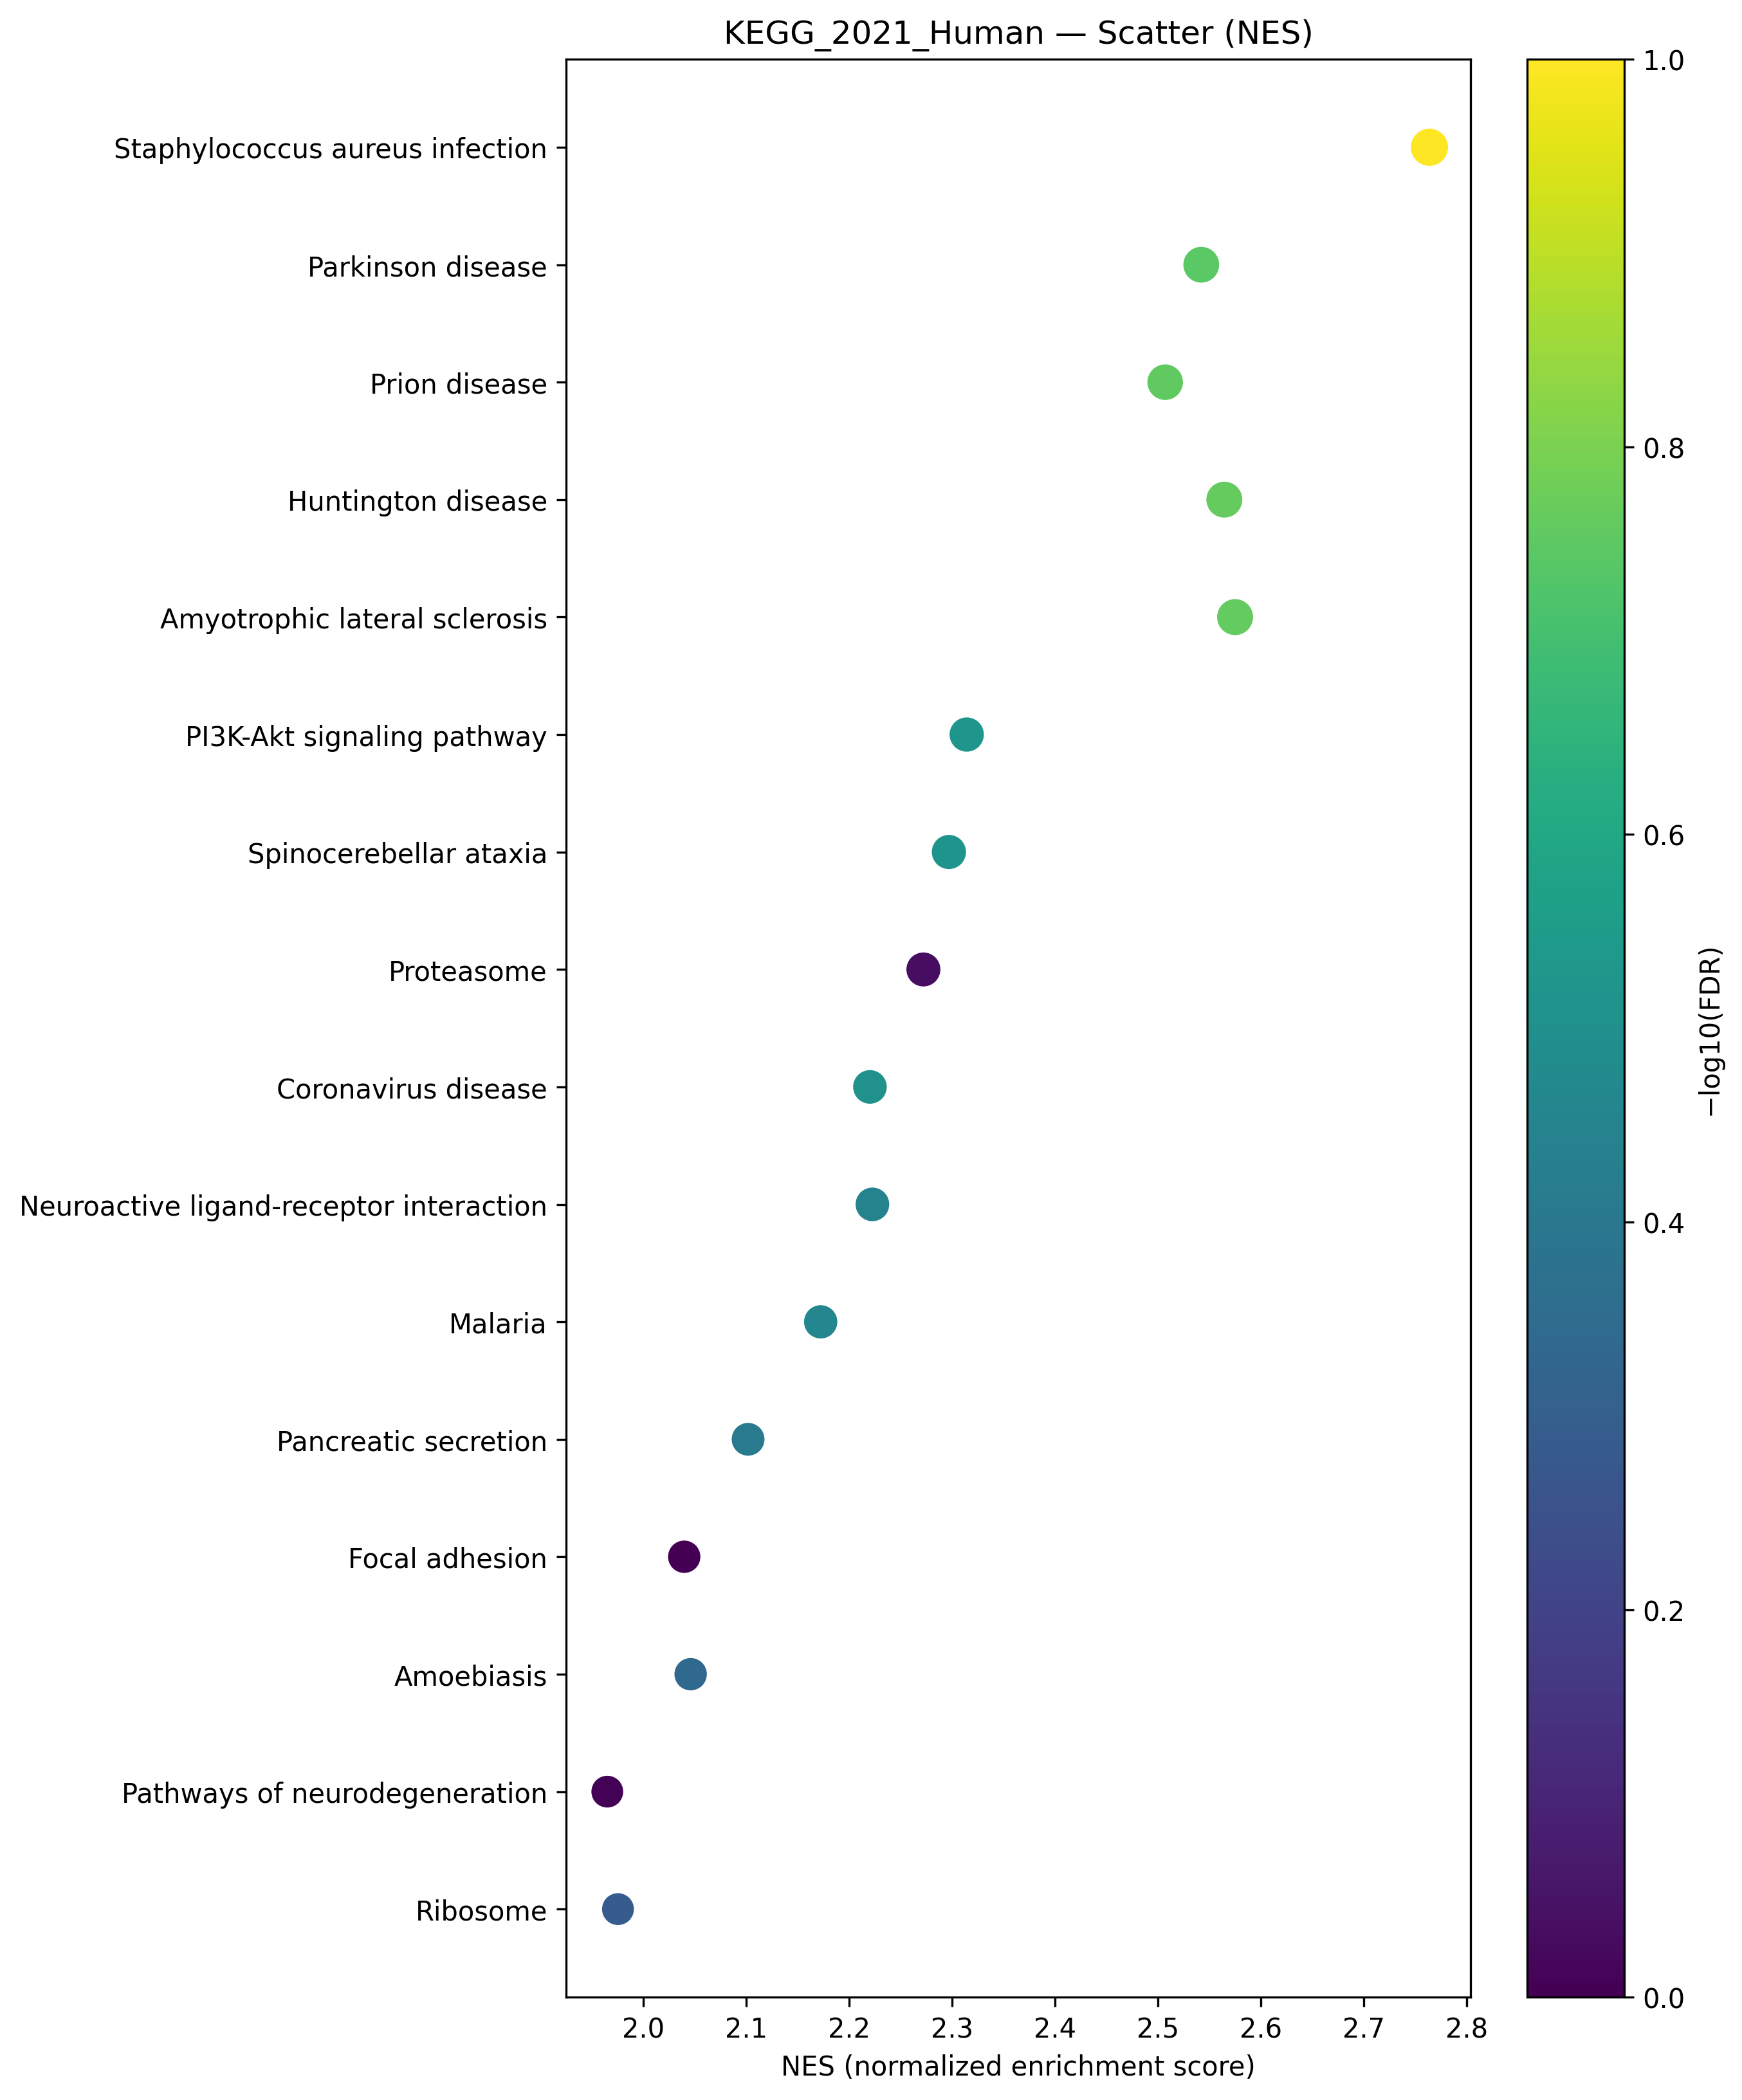 KEGG_2021_Human — Scatter (NES)
Staphylococcus aureus infection
Parkinson disease
Prion disease
Huntington disease
Amyotrophic lateral sclerosis
PI3K-Akt signaling pathway
Spinocerebellar ataxia
Proteasome
Coronavirus disease
Neuroactive ligand-receptor interaction
Malaria
Pancreatic secretion
Focal adhesion
Amoebiasis
Pathways of neurodegeneration
Ribosome
2.0 2.1 2.2 2.3 2.4 2.5 2.6 2.7 2.8
NES (normalized enrichment score)
1.0
0.8
0.6
0.4
0.2
0.0
−log10(FDR)